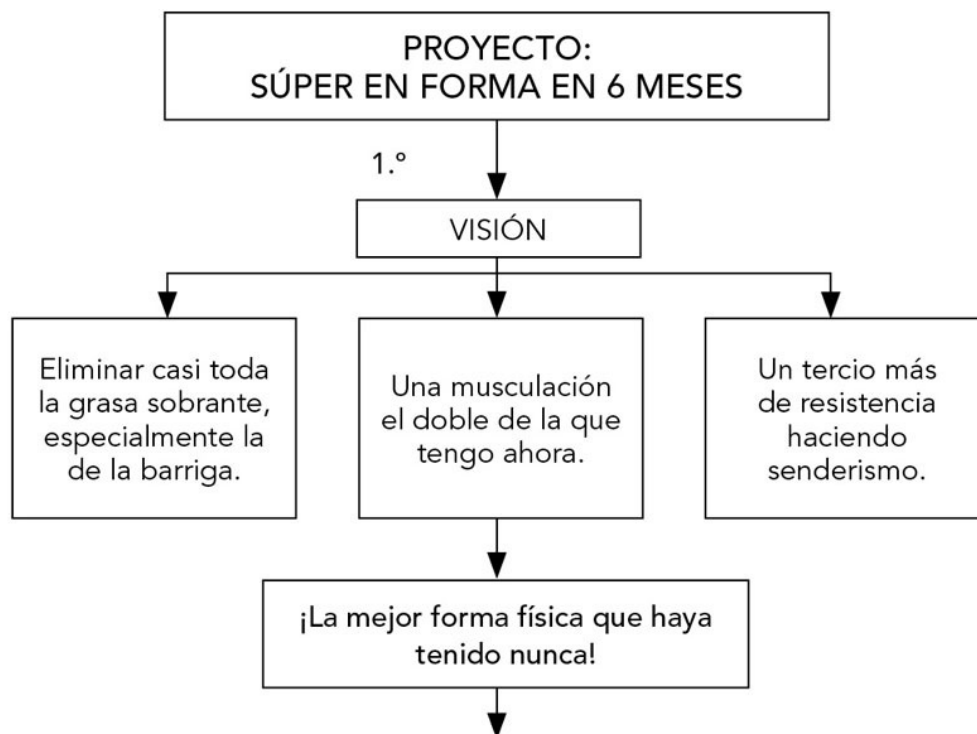 PROYECTO:
SÚPER EN FORMA EN 6 MESES
1.º
VISIÓN
Eliminar casi toda
la grasa sobrante,
especialmente la
de la barriga.
Una musculación
el doble de la que
tengo ahora.
Un tercio más
de resistencia
haciendo
senderismo.
¡La mejor forma física que haya
tenido nunca!